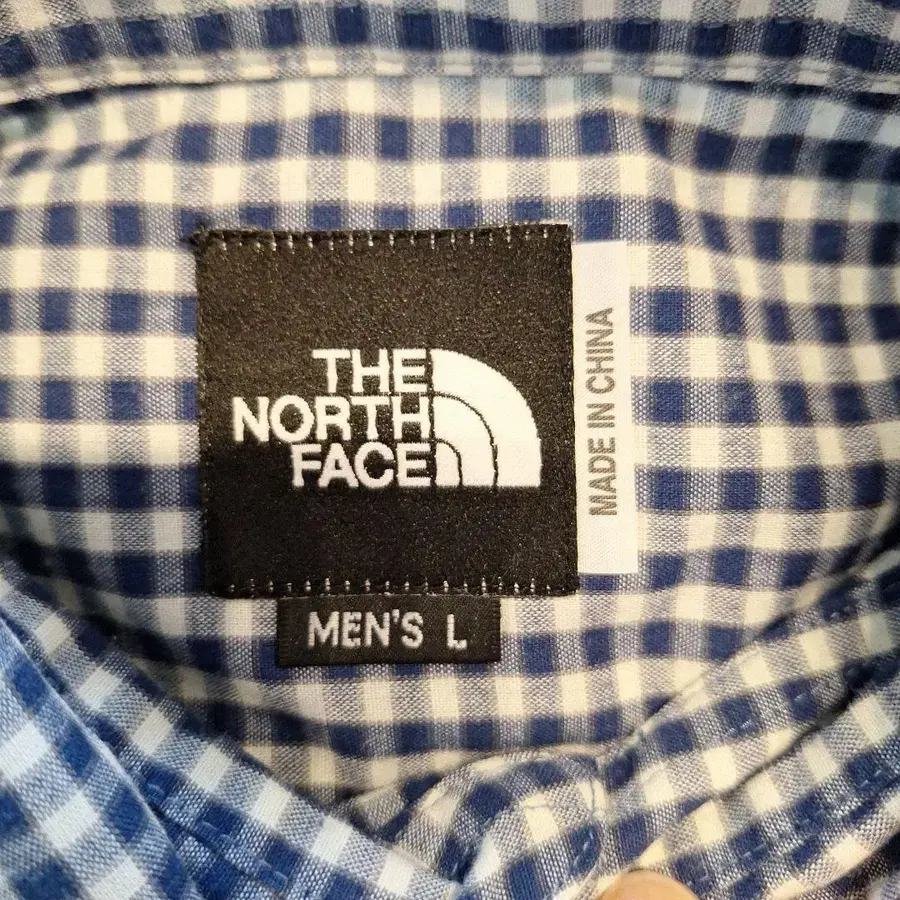 THE
NORTH
FACE
MADE IN CHINA
MEN'S L